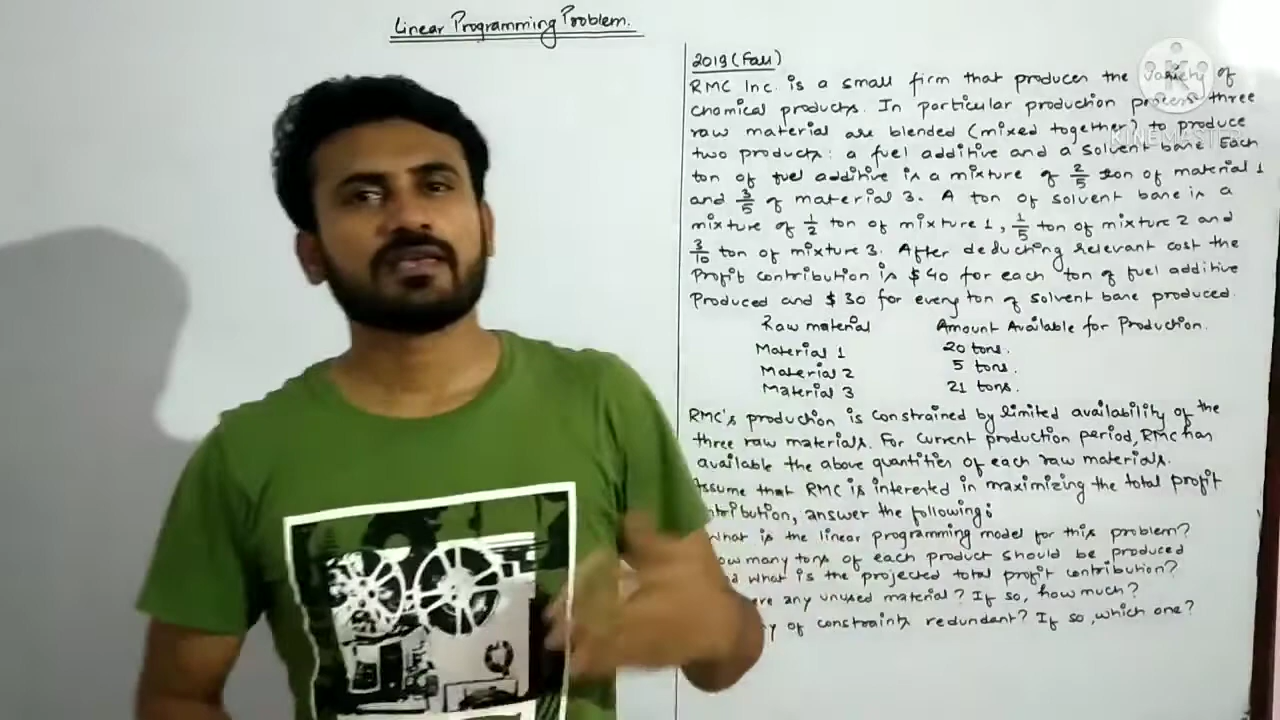 Linear Programming Problem.
2019 (Fall)
RMC Inc. is a small firm that produces the variety of
chemical products. In particular production process three
raw material are blended (mixed together) to produce
two products: a fuel additive and a solvent base. Each
ton of fuel additive is a mixture of 2/5 ton of material 1
and 3/5 of material 3. A ton of solvent base is a
mixture of 1/2 ton of mixture 1, 1/5 ton of mixture 2 and
3/10 ton of mixture 3. After deducting relevant cost the
Profit contribution is $40 for each ton of fuel additive
Produced and $30 for every ton of solvent base produced.
Raw material Amount Available for Production.
Material 1 20 tons.
Material 2 5 tons.
Material 3 21 tons.
RMC's production is constrained by limited availability of the
three raw materials. For current production period, RMC has
available the above quantities of each raw materials.
Assume that RMC is interested in maximizing the total profit
ntribution, answer the following:
what is the linear programming model for this problem?
ow many tons of each product should be produced
what is the projected total profit contribution?
re any unused material? If so, how much?
y of constraints redundant? If so, which one?
K
KINEMASTER